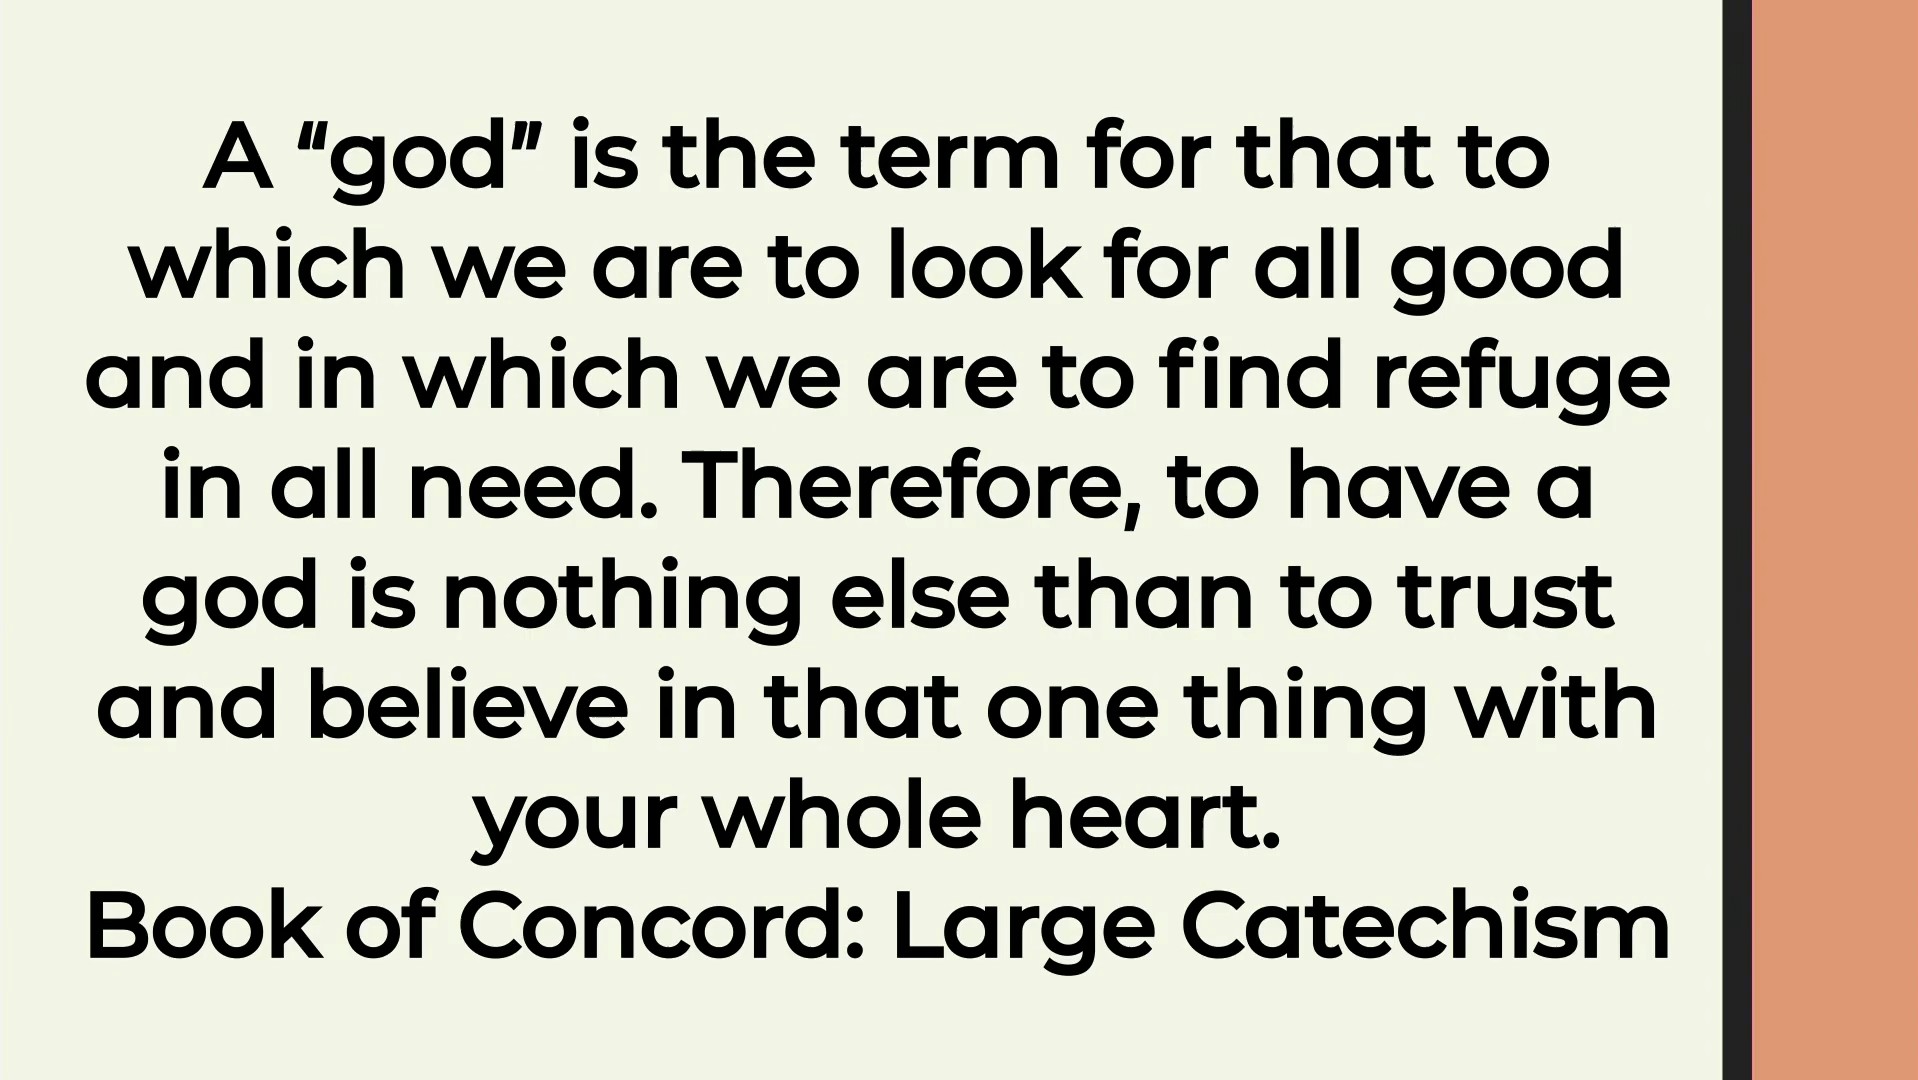 A “god” is the term for that to
which we are to look for all good
and in which we are to find refuge
in all need. Therefore, to have a
god is nothing else than to trust
and believe in that one thing with
your whole heart.
Book of Concord: Large Catechism